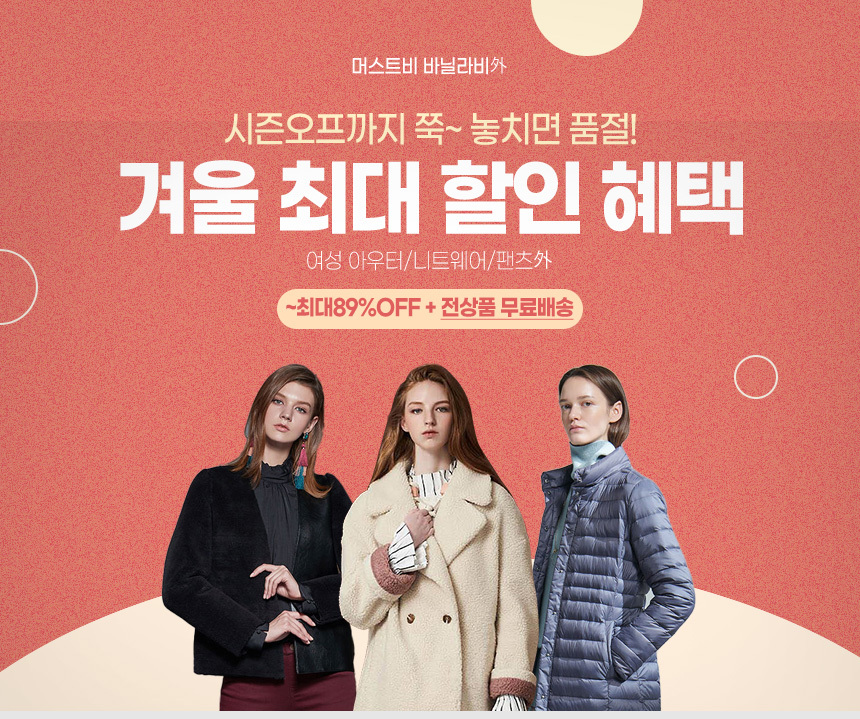 머스트비 바닐라비外
시즌오프까지 쭉~ 놓치면 품절!
겨울 최대 할인 혜택
여성 아우터/니트웨어/팬츠外
~최대89%OFF + 전상품 무료배송